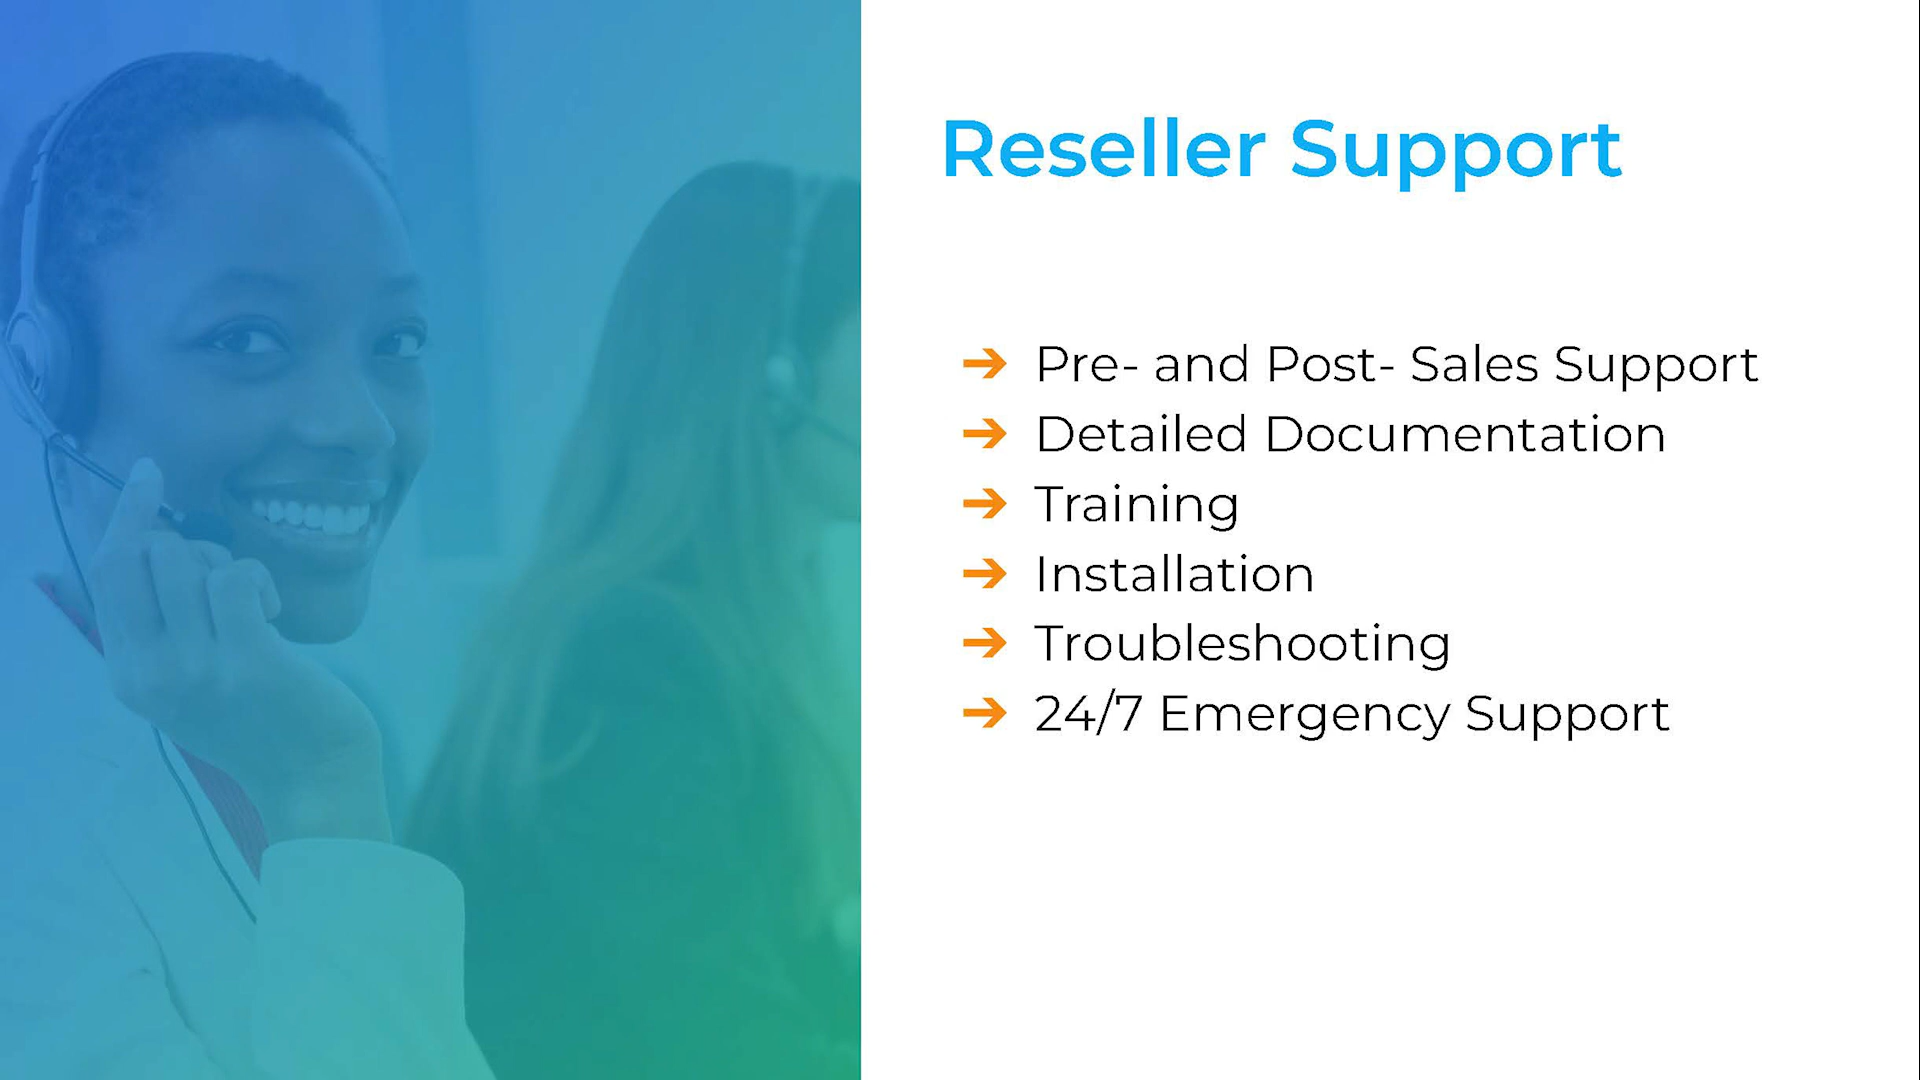 Reseller Support
➔ Pre- and Post- Sales Support
➔ Detailed Documentation
➔ Training
➔ Installation
➔ Troubleshooting
➔ 24/7 Emergency Support